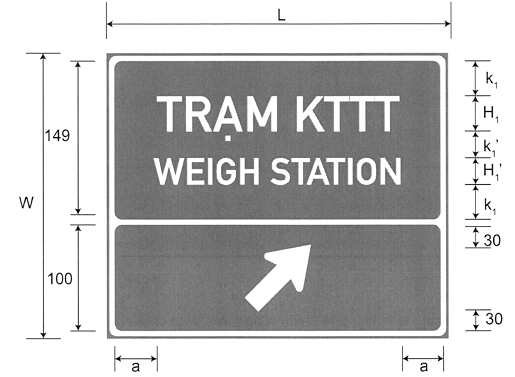 L
k1
149
TRẠM KTTT
H1
k1'
WEIGH STATION
H1'
W
k1
30
100
30
a
a